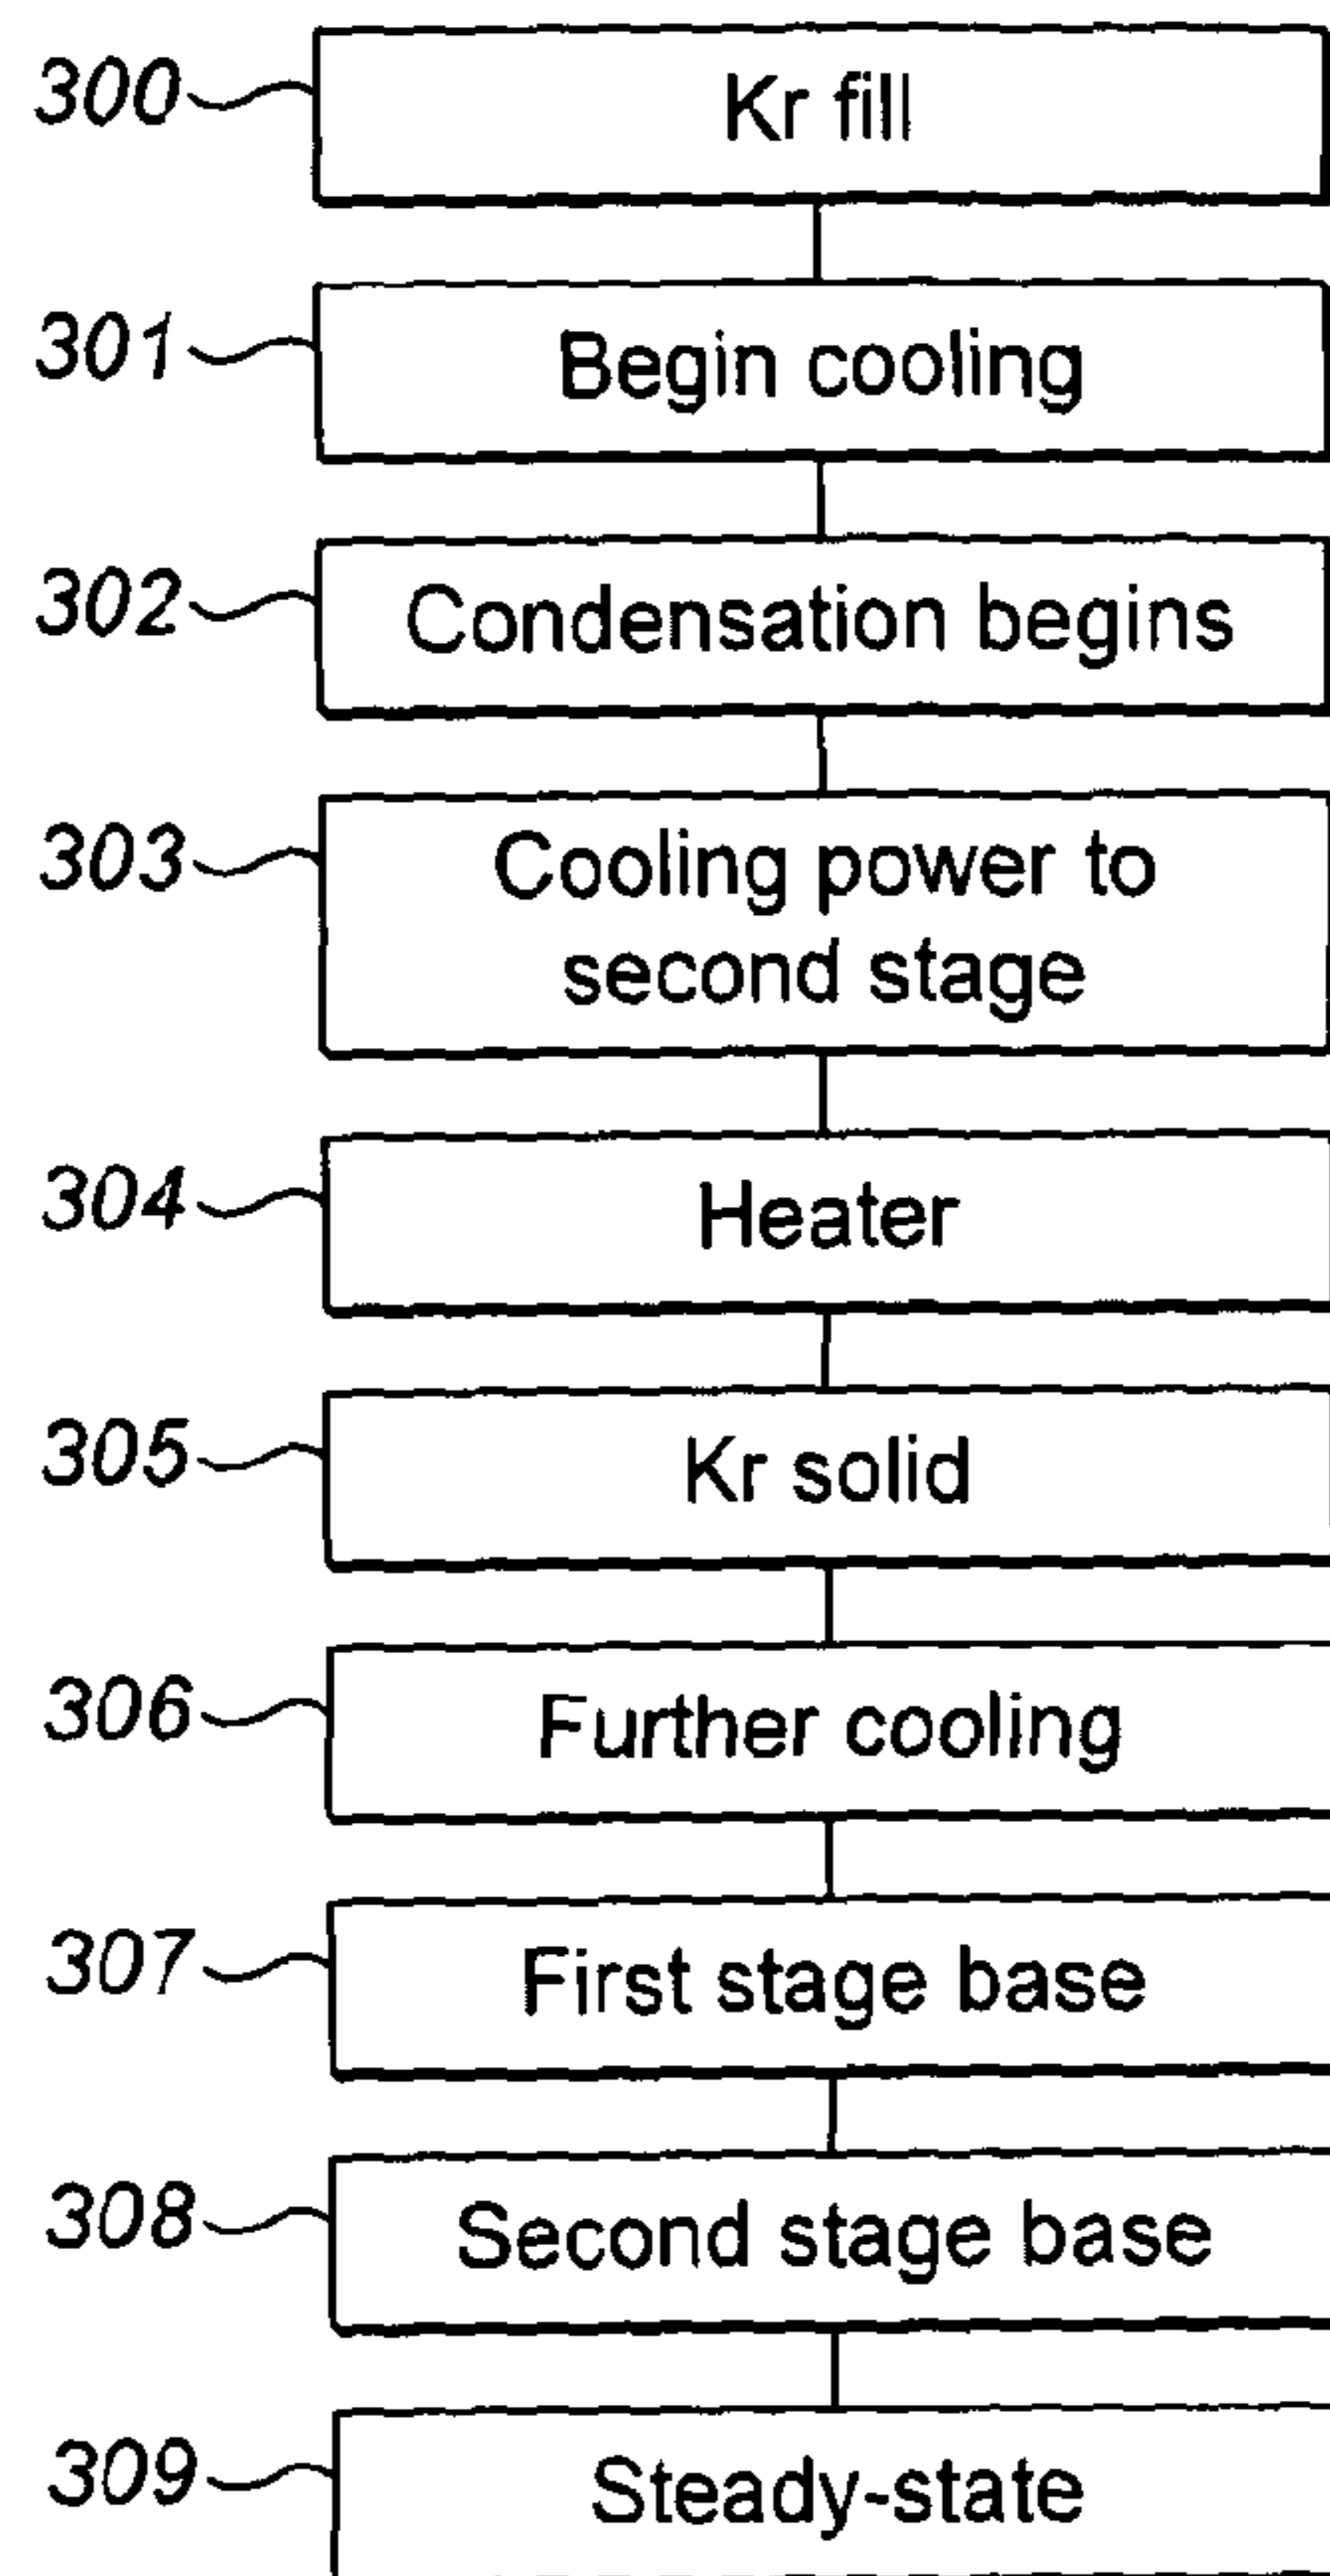 300 Kr fill
301 Begin cooling
302 Condensation begins
303 Cooling power to
second stage
304 Heater
305 Kr solid
306 Further cooling
307 First stage base
308 Second stage base
309 Steady-state